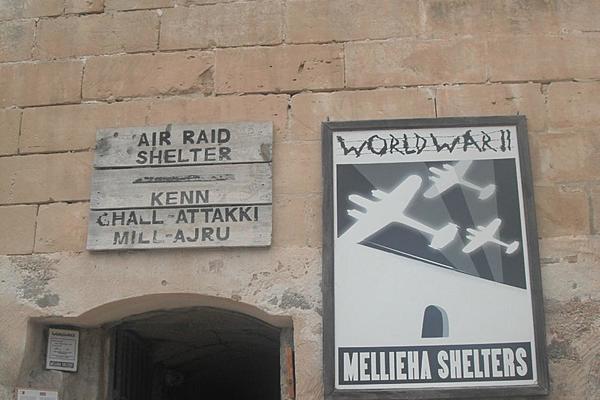 AIR RAID
SHELTER
KENN
GHALL-ATTAKKI
MILL-AJRU
WORLD WAR II
MELLIEHA SHELTERS